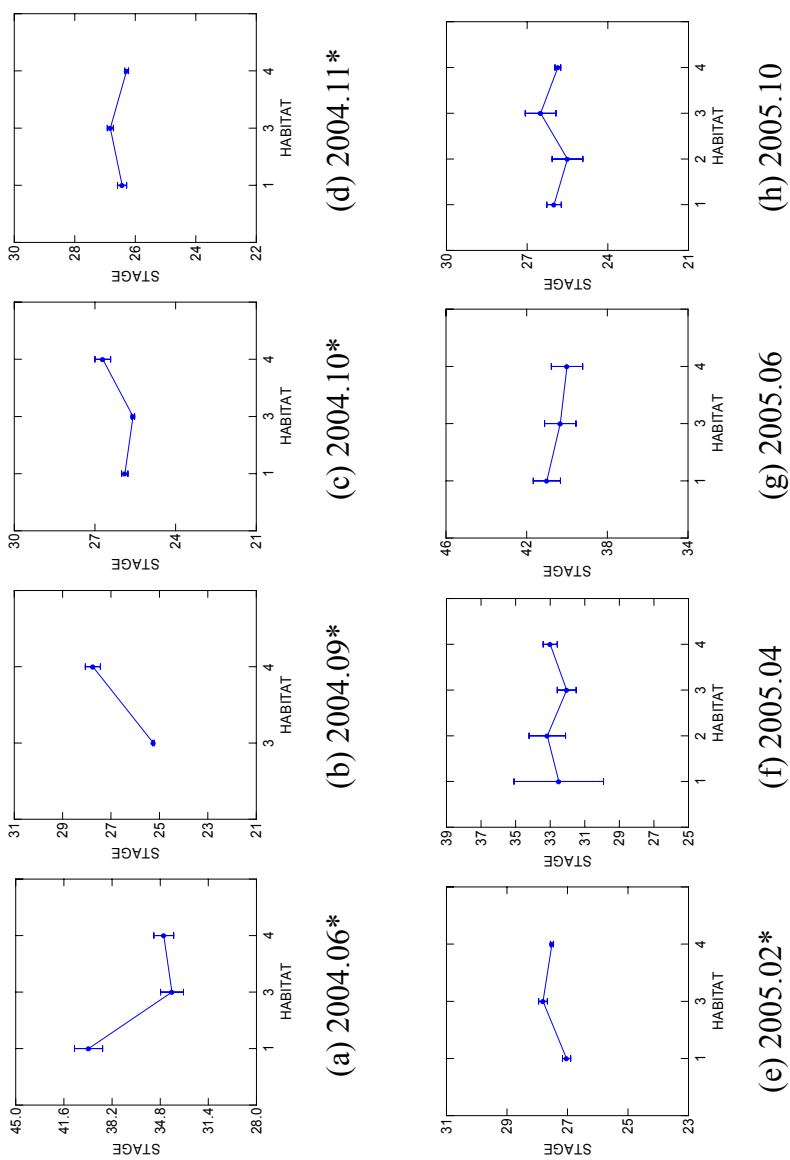 45.0
41.6
38.2
34.8
31.4
28.0
STAGE
1 3 4
HABITAT
(a) 2004.06*
31
29
27
25
23
21
STAGE
3 4
HABITAT
(b) 2004.09*
30
27
24
21
STAGE
1 3 4
HABITAT
(c) 2004.10*
30
28
26
24
22
STAGE
1 3 4
HABITAT
(d) 2004.11*
31
29
27
25
23
STAGE
1 3 4
HABITAT
(e) 2005.02*
39
37
35
33
31
29
27
25
STAGE
1 2 3 4
HABITAT
(f) 2005.04
46
42
38
34
STAGE
1 3 4
HABITAT
(g) 2005.06
30
27
24
21
STAGE
1 2 3 4
HABITAT
(h) 2005.10